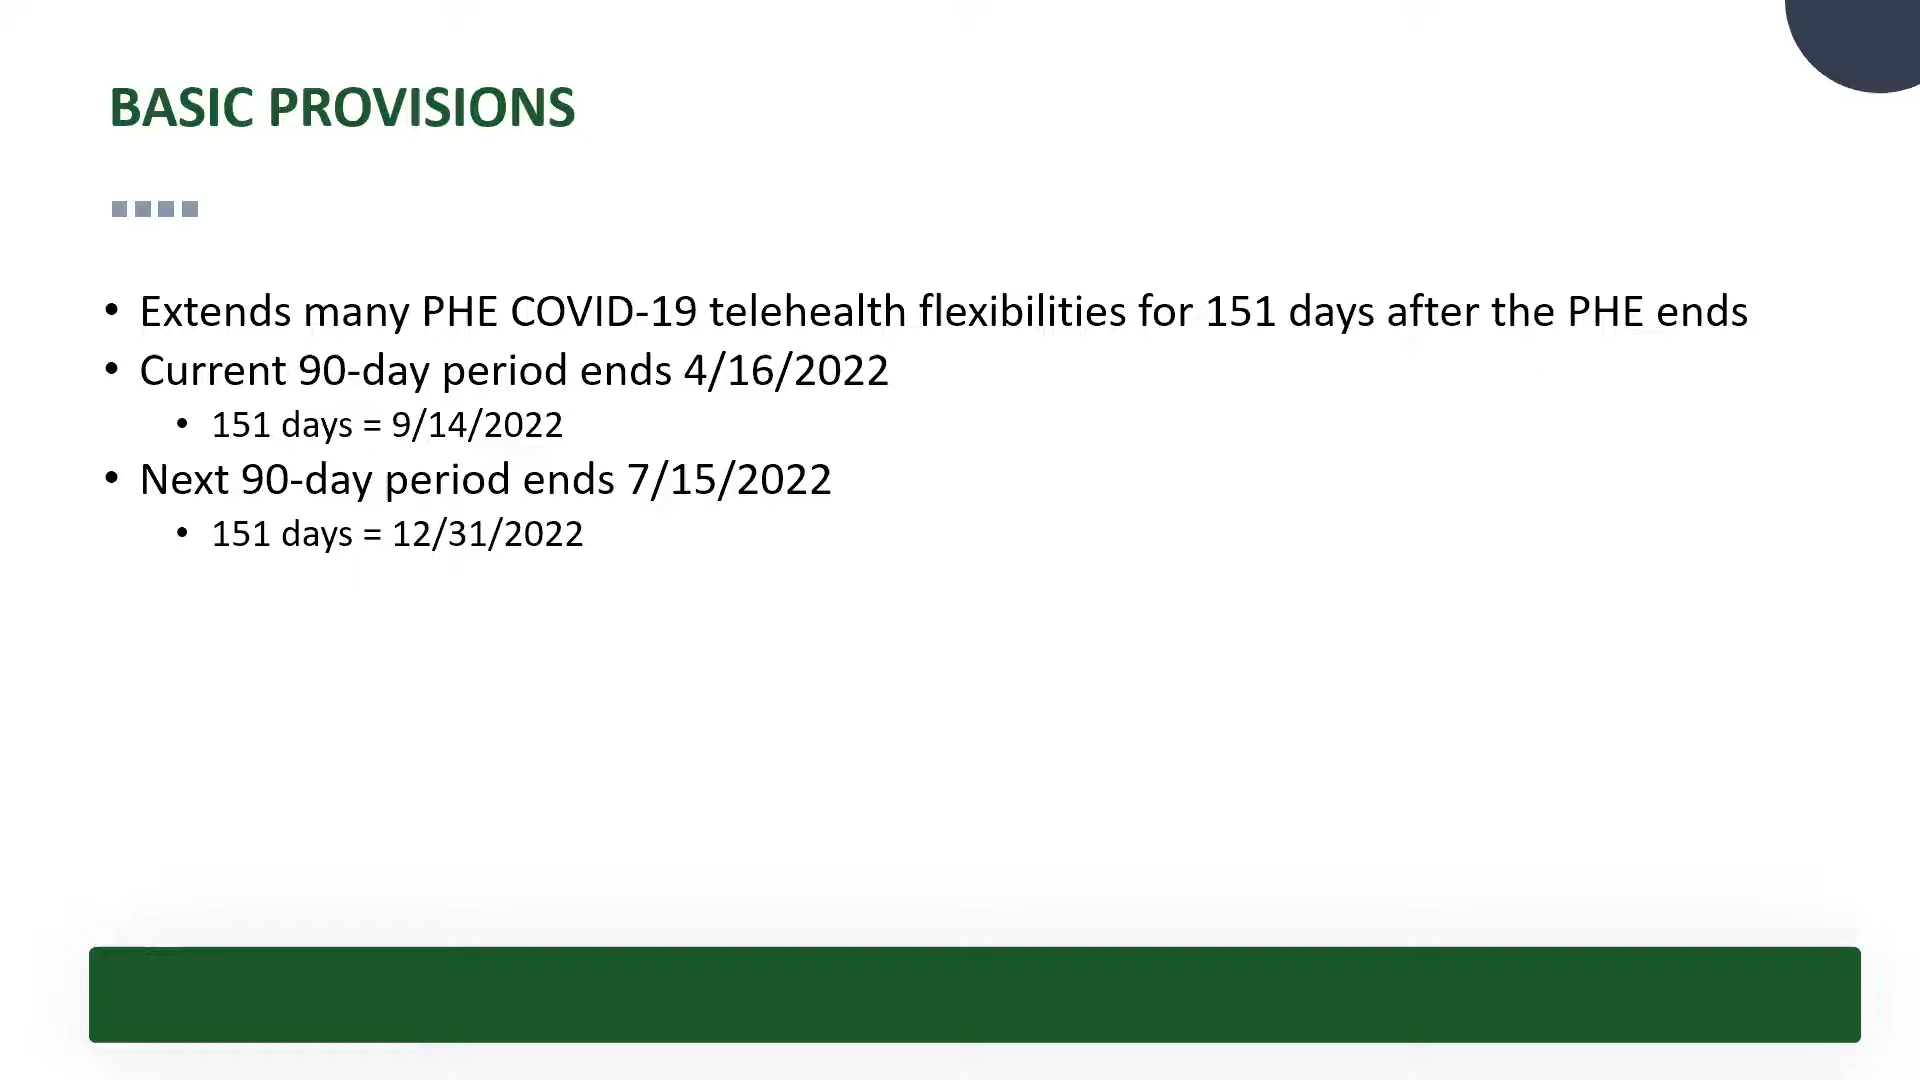 BASIC PROVISIONS
• Extends many PHE COVID-19 telehealth flexibilities for 151 days after the PHE ends
• Current 90-day period ends 4/16/2022
• 151 days = 9/14/2022
• Next 90-day period ends 7/15/2022
• 151 days = 12/31/2022